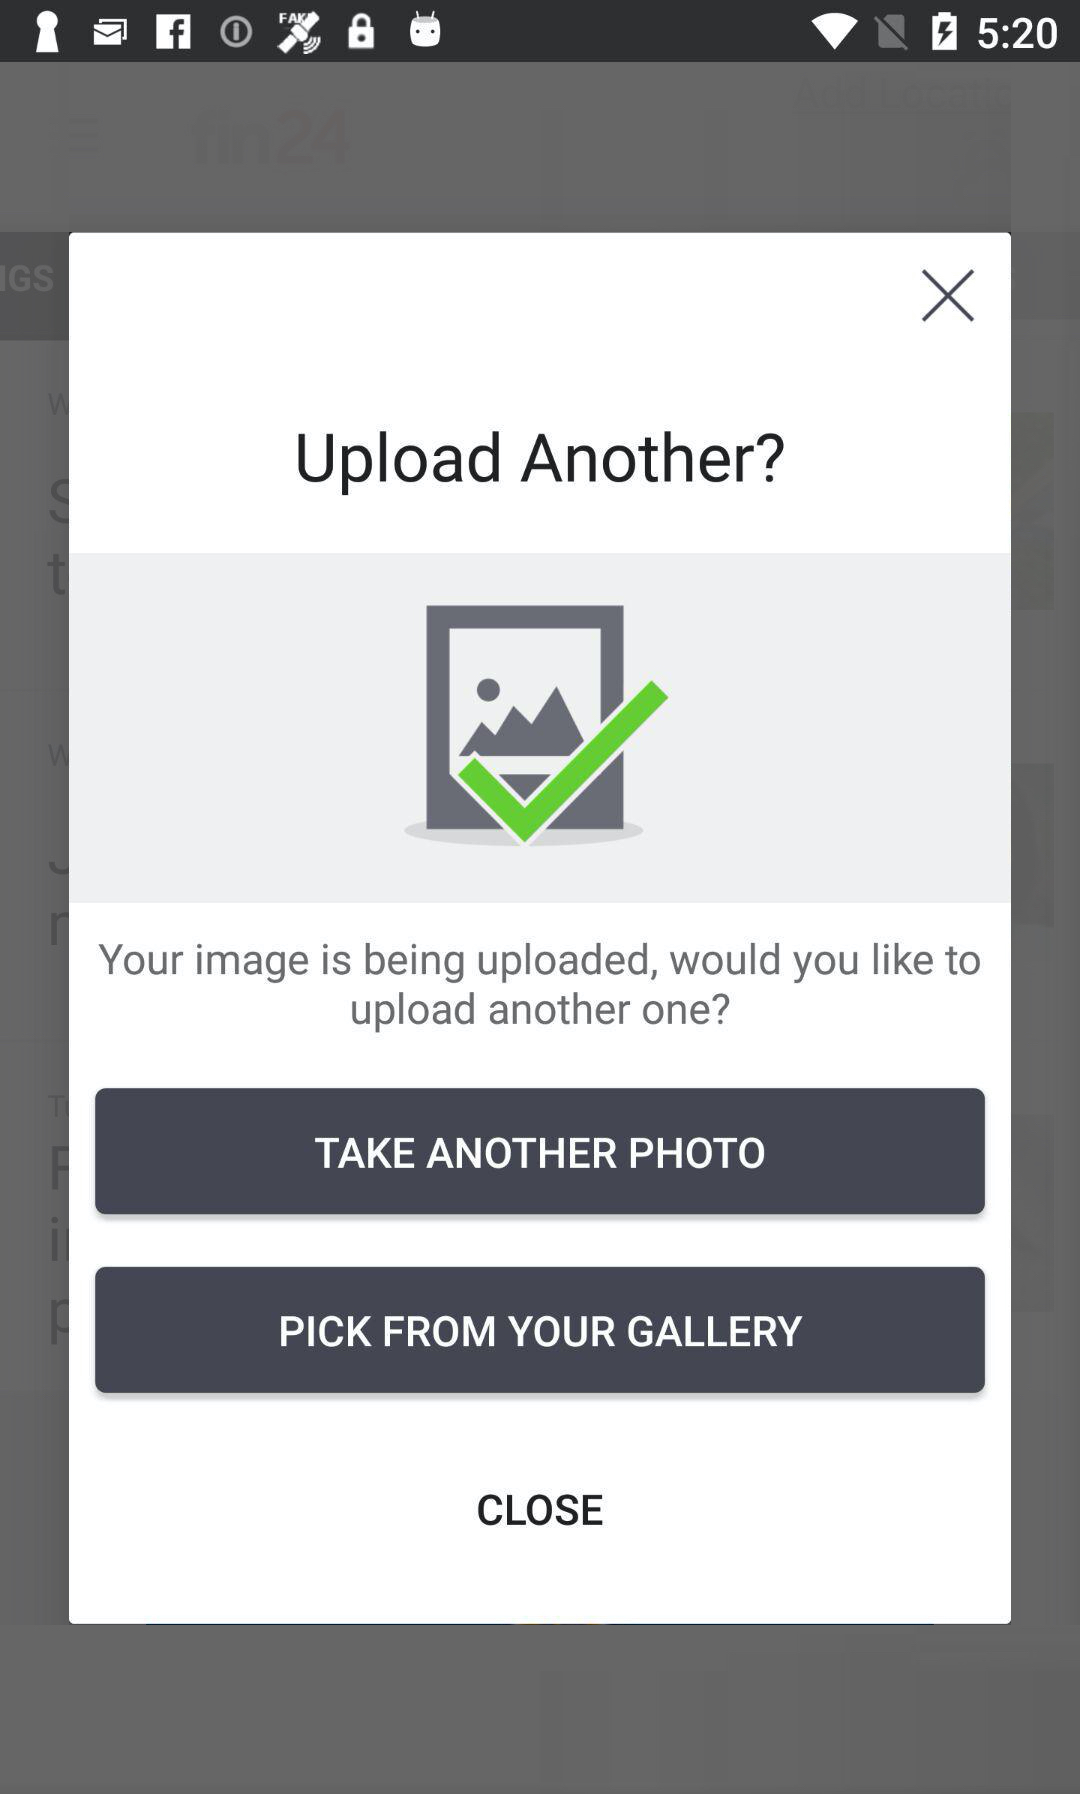 FAKE
5:20
fin24
IGS
Upload Another?
Your image is being uploaded, would you like to
upload another one?
TAKE ANOTHER PHOTO
PICK FROM YOUR GALLERY
CLOSE